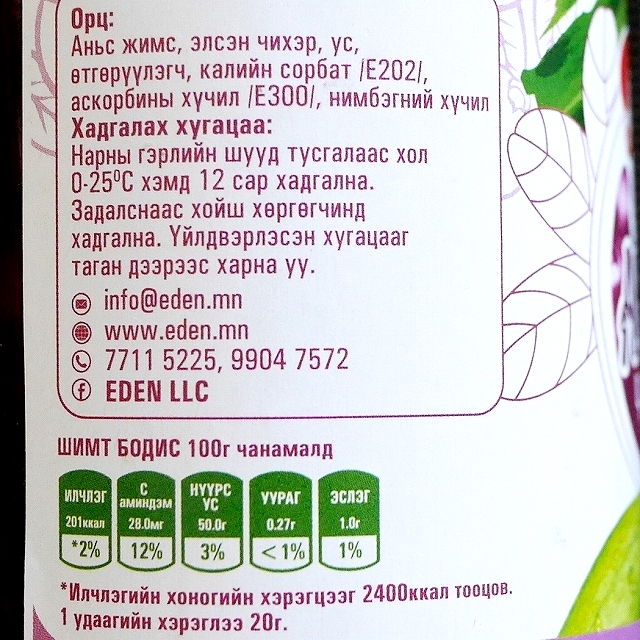 Орц:
Аньс жимс, элсэн чихэр, ус,
өтгөрүүлэгч, калийн сорбат /Е202/,
аскорбины хүчил /Е300/, нимбэгний хүчил
Хадгалах хугацаа:
Нарны гэрлийн шууд тусгалаас хол
0-25⁰С хэмд 12 сар хадгална.
Задалснаас хойш хөргөгчинд
хадгална. Үйлдвэрлэсэн хугацааг
таган дээрээс харна уу.
info@eden.mn
www.eden.mn
7711 5225, 9904 7572
EDEN LLC
ШИМТ БОДИС 100г чанамалд
ИЛЧЛЭГ 201ккал *2%
С аминдэм 28.0мг 12%
НҮҮРС УС 50.0г 3%
УУРАГ 0.27г <1%
ЭСЛЭГ 1.0г 1%
*Илчлэгийн хоногийн хэрэгцээг 2400ккал тооцов.
1 удаагийн хэрэглээ 20г.